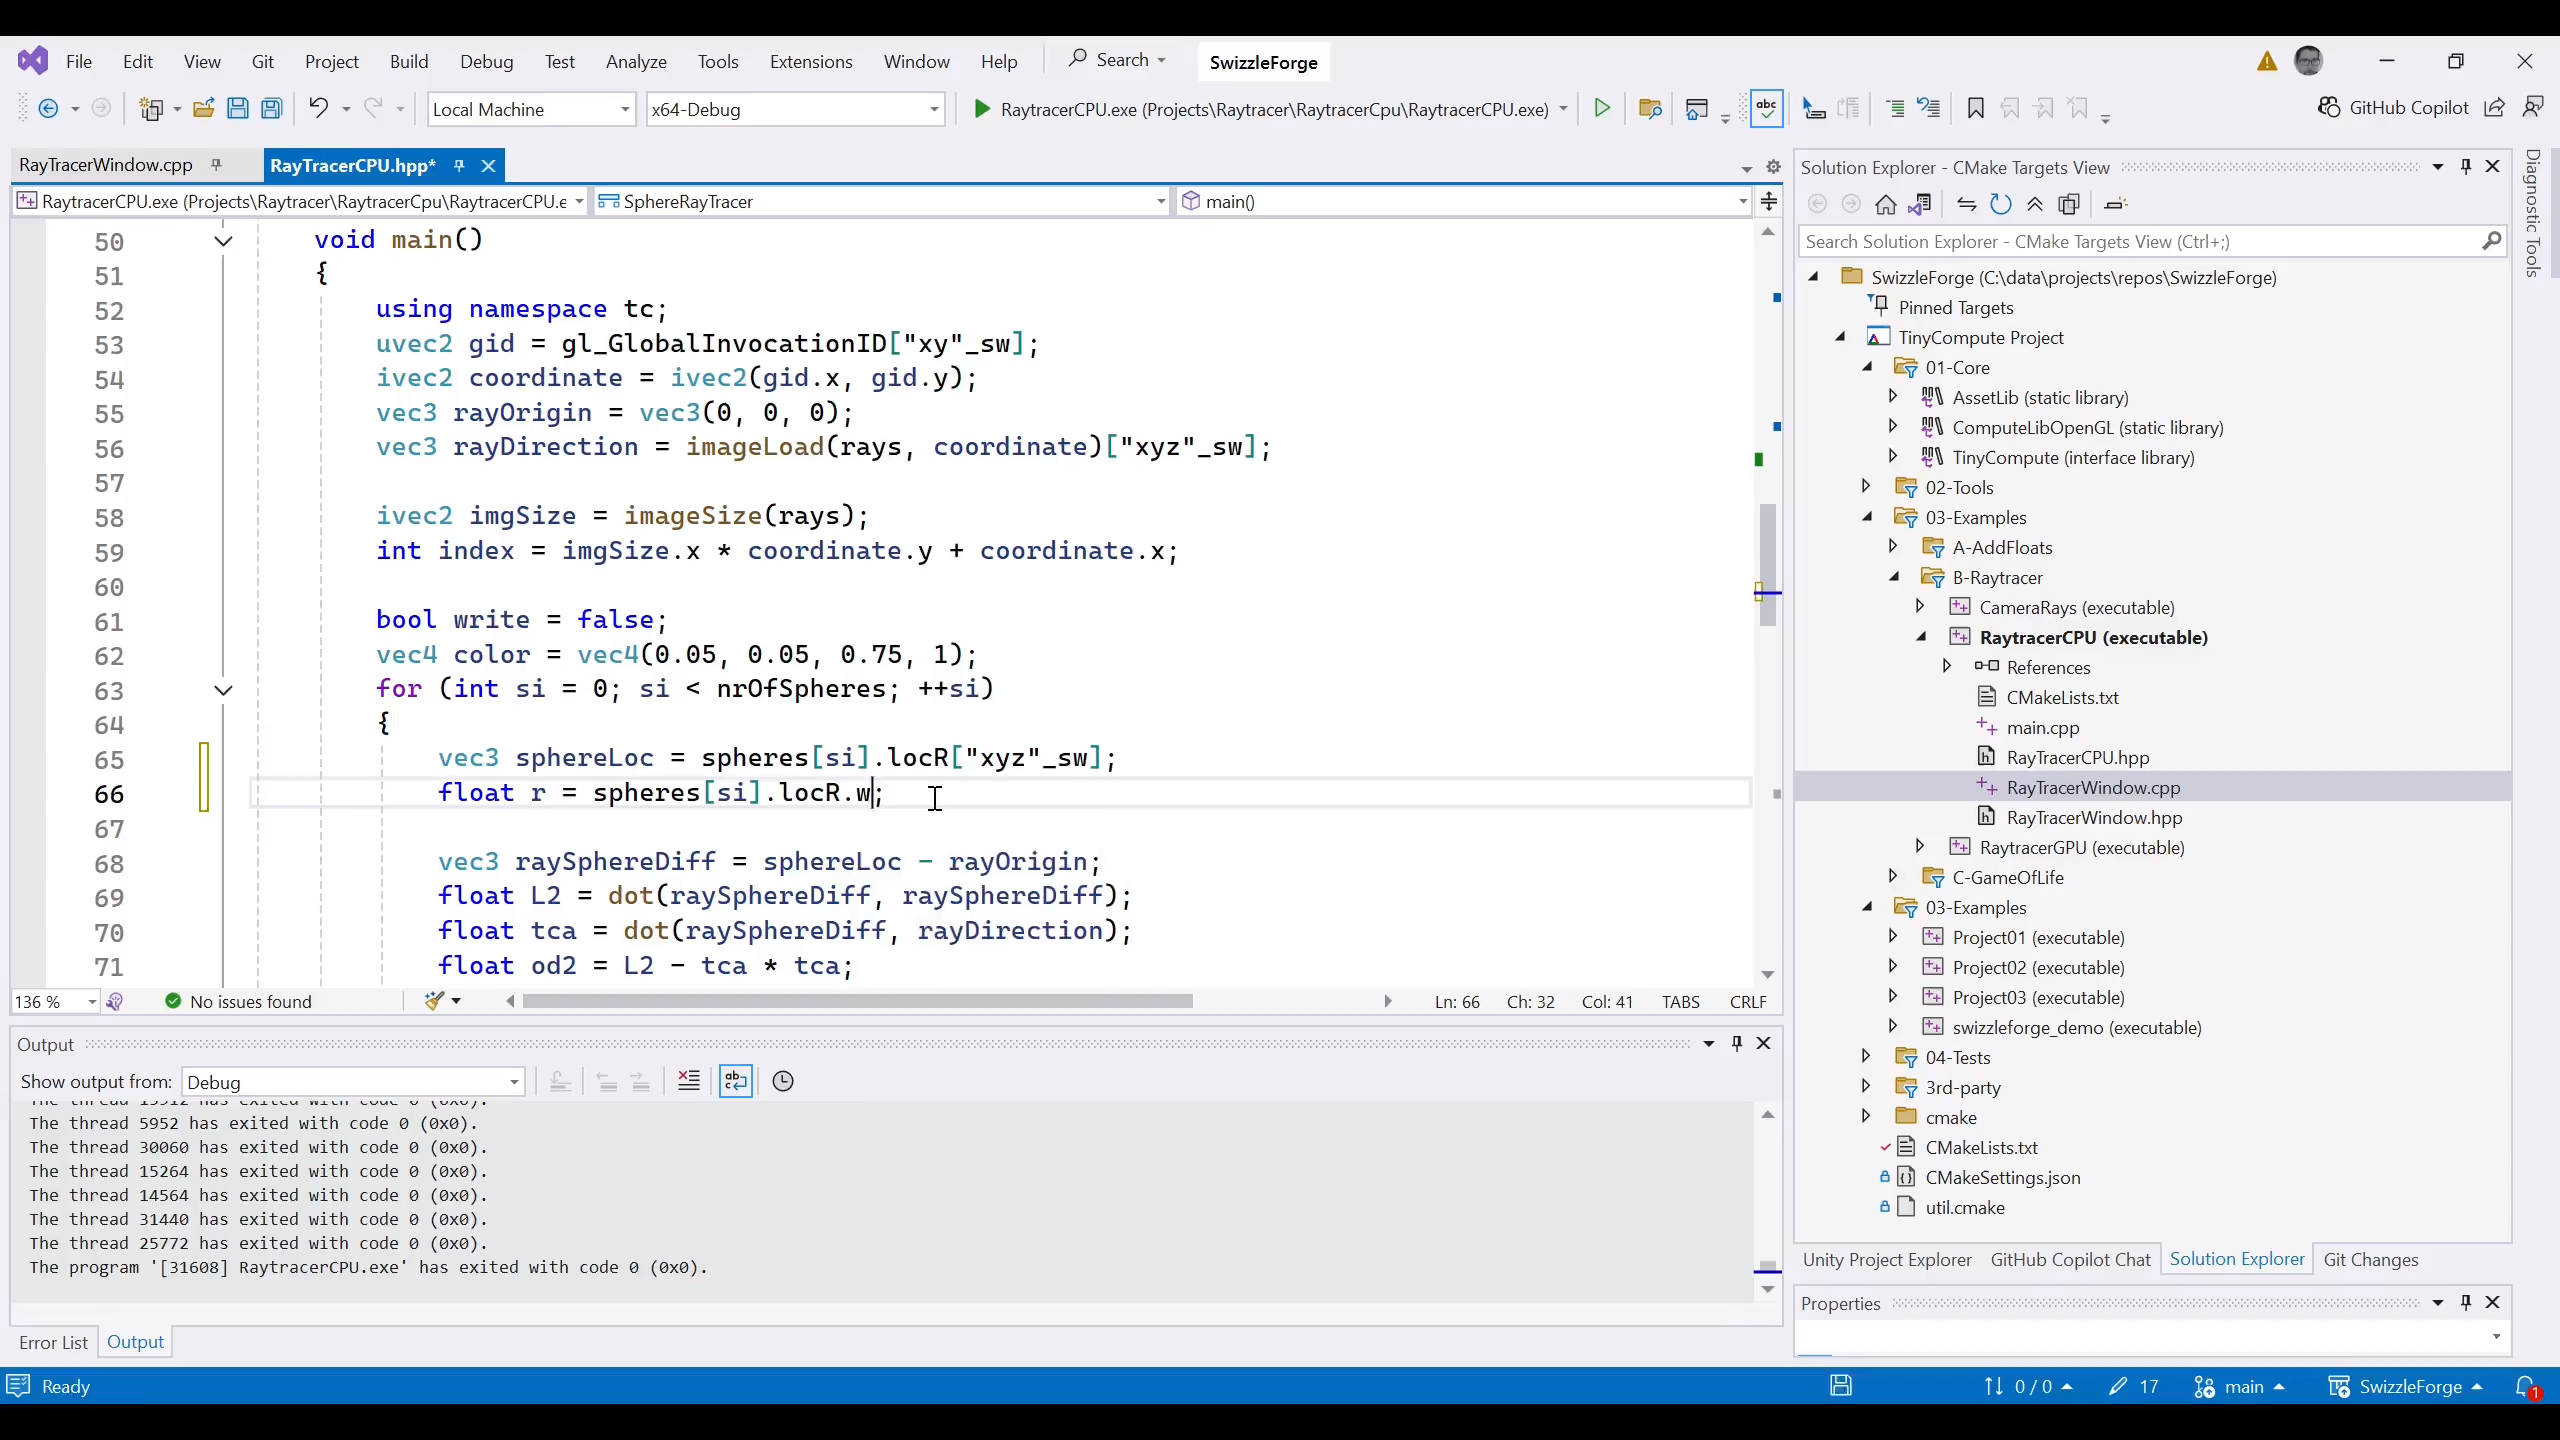 File Edit View Git Project Build Debug Test Analyze Tools Extensions Window Help Search SwizzleForge
Local Machine x64-Debug RaytracerCPU.exe (Projects\Raytracer\RaytracerCpu\RaytracerCPU.exe) GitHub Copilot
RayTracerWindow.cpp RayTracerCPU.hpp*
RaytracerCPU.exe (Projects\Raytracer\RaytracerCpu\RaytracerCPU.e SphereRayTracer main()
50 void main()
51 {
52 using namespace tc;
53 uvec2 gid = gl_GlobalInvocationID["xy"_sw];
54 ivec2 coordinate = ivec2(gid.x, gid.y);
55 vec3 rayOrigin = vec3(0, 0, 0);
56 vec3 rayDirection = imageLoad(rays, coordinate)["xyz"_sw];
57
58 ivec2 imgSize = imageSize(rays);
59 int index = imgSize.x * coordinate.y + coordinate.x;
60
61 bool write = false;
62 vec4 color = vec4(0.05, 0.05, 0.75, 1);
63 for (int si = 0; si < nrOfSpheres; ++si)
64 {
65 vec3 sphereLoc = spheres[si].locR["xyz"_sw];
66 float r = spheres[si].locR.w;
67
68 vec3 raySphereDiff = sphereLoc - rayOrigin;
69 float L2 = dot(raySphereDiff, raySphereDiff);
70 float tca = dot(raySphereDiff, rayDirection);
71 float od2 = L2 - tca * tca;
136 % No issues found Ln: 66 Ch: 32 Col: 41 TABS CRLF
Output
Show output from: Debug
The thread 5952 has exited with code 0 (0x0).
The thread 30060 has exited with code 0 (0x0).
The thread 15264 has exited with code 0 (0x0).
The thread 14564 has exited with code 0 (0x0).
The thread 31440 has exited with code 0 (0x0).
The thread 25772 has exited with code 0 (0x0).
The program '[31608] RaytracerCPU.exe' has exited with code 0 (0x0).
Error List Output
Solution Explorer - CMake Targets View
Search Solution Explorer - CMake Targets View (Ctrl+;)
SwizzleForge (C:\data\projects\repos\SwizzleForge)
Pinned Targets
TinyCompute Project
01-Core
AssetLib (static library)
ComputeLibOpenGL (static library)
TinyCompute (interface library)
02-Tools
03-Examples
A-AddFloats
B-Raytracer
CameraRays (executable)
RaytracerCPU (executable)
References
CMakeLists.txt
main.cpp
RayTracerCPU.hpp
RayTracerWindow.cpp
RayTracerWindow.hpp
RaytracerGPU (executable)
C-GameOfLife
03-Examples
Project01 (executable)
Project02 (executable)
Project03 (executable)
swizzleforge_demo (executable)
04-Tests
3rd-party
cmake
CMakeLists.txt
CMakeSettings.json
util.cmake
Unity Project Explorer GitHub Copilot Chat Solution Explorer Git Changes
Properties
Diagnostic Tools
Ready 0 / 0 17 main SwizzleForge 1